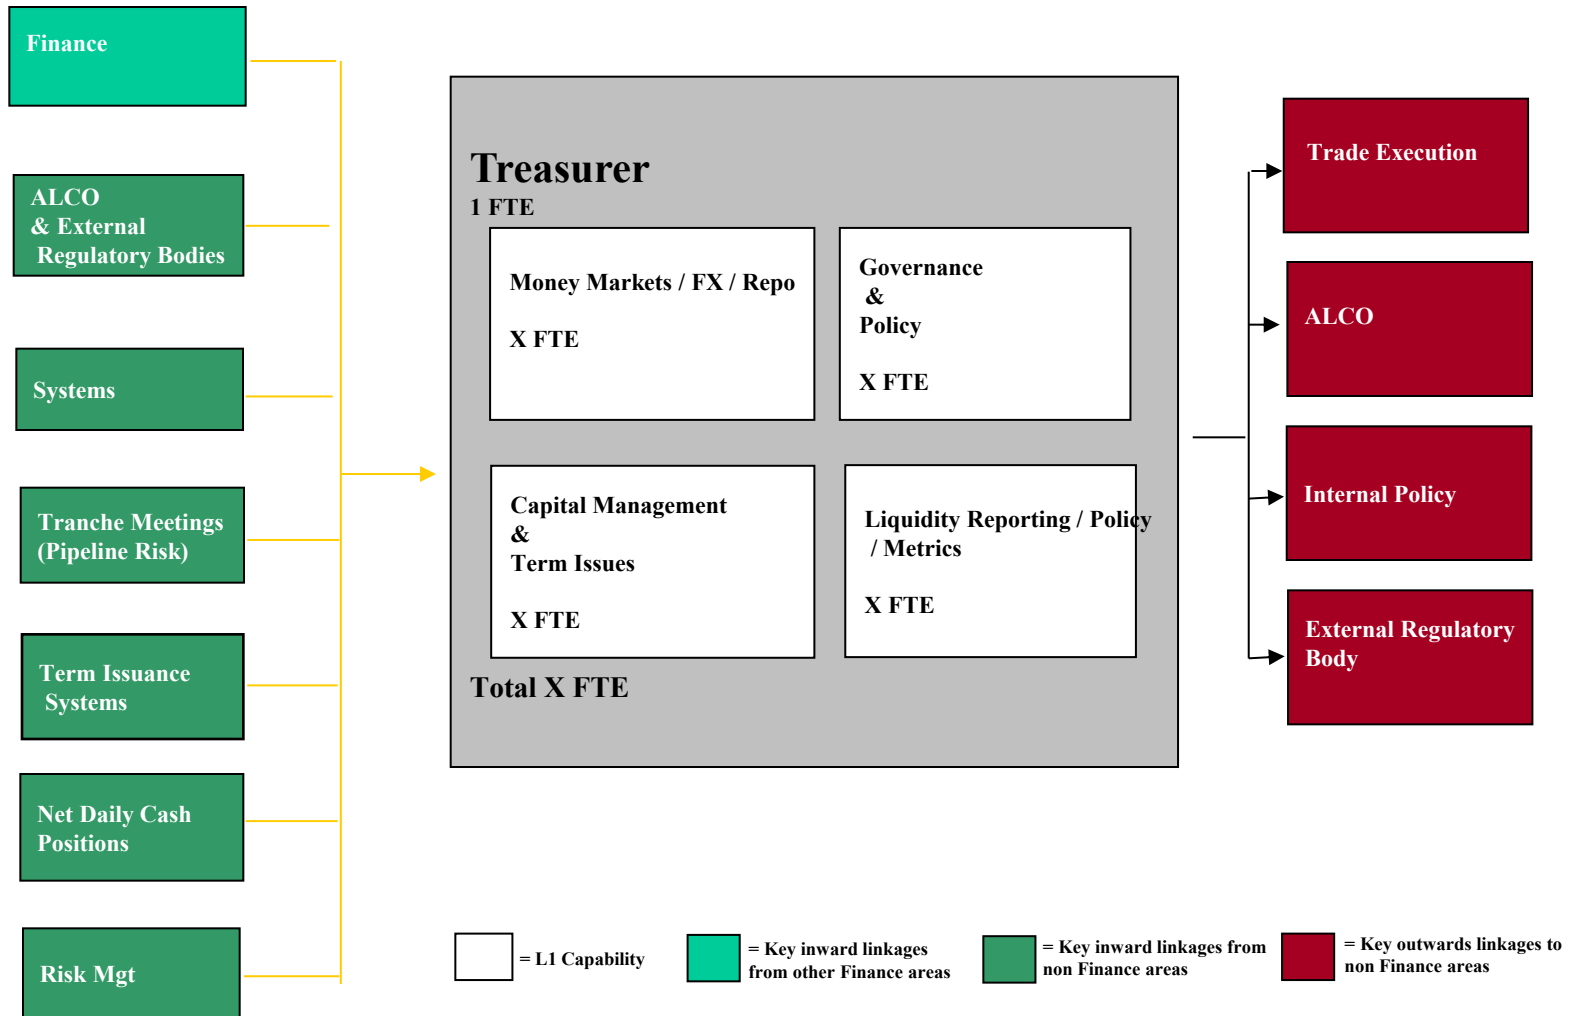 Finance
ALCO
& External
Regulatory Bodies
Systems
Tranche Meetings
(Pipeline Risk)
Term Issuance
Systems
Net Daily Cash
Positions
Risk Mgt
Treasurer
1 FTE
Money Markets / FX / Repo
X FTE
Governance
&
Policy
X FTE
Capital Management
&
Term Issues
X FTE
Liquidity Reporting / Policy
/ Metrics
X FTE
Total X FTE
Trade Execution
ALCO
Internal Policy
External Regulatory
Body
= L1 Capability
= Key inward linkages
from other Finance areas
= Key inward linkages from
non Finance areas
= Key outwards linkages to
non Finance areas